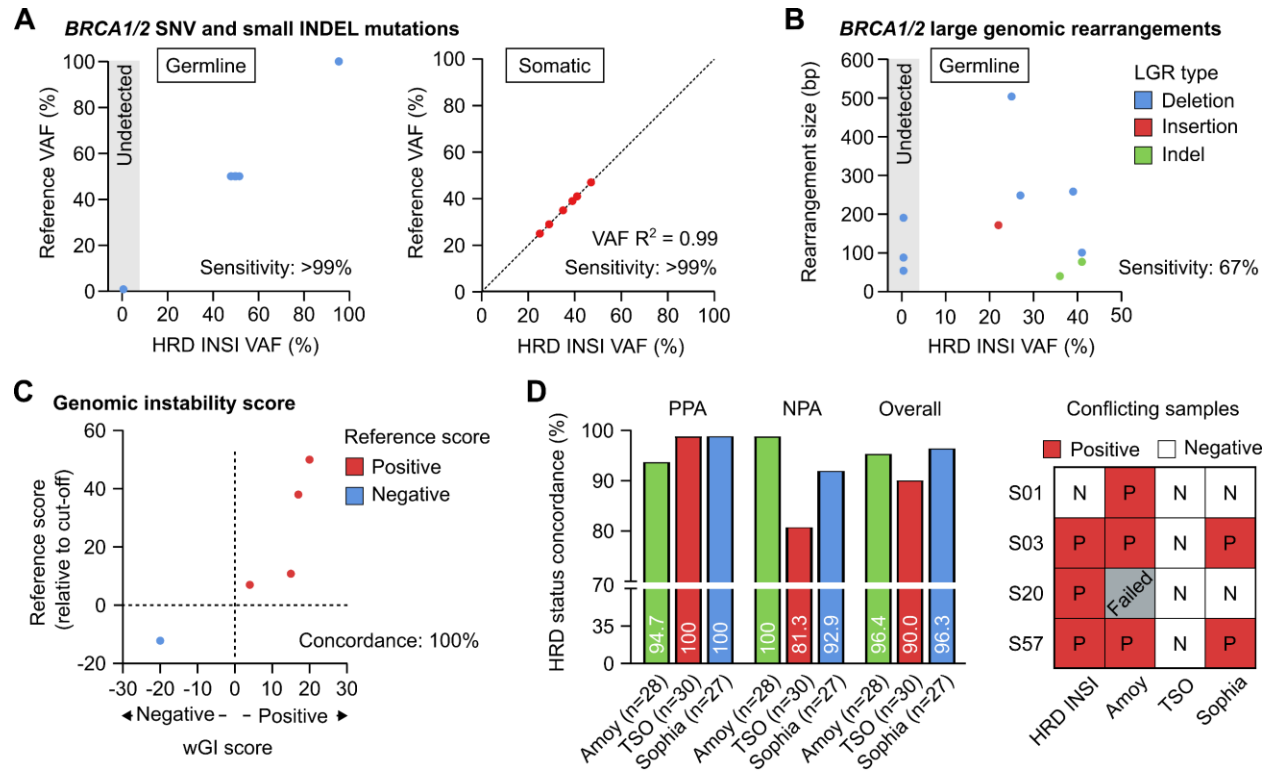 A
BRCA1/2 SNV and small INDEL mutations
Reference VAF (%)
100
80
60
40
20
0
Undetected
Germline
Sensitivity: >99%
0 20 40 60 80 100
HRD INSI VAF (%)
Reference VAF (%)
100
80
60
40
20
0
Somatic
VAF R² = 0.99
Sensitivity: >99%
0 20 40 60 80 100
HRD INSI VAF (%)
B
BRCA1/2 large genomic rearrangements
Rearrangement size (bp)
600
500
400
300
200
100
0
Undetected
Germline
LGR type
Deletion
Insertion
Indel
Sensitivity: 67%
0 10 20 30 40 50
HRD INSI VAF (%)
C
Genomic instability score
Reference score
(relative to cut-off)
60
40
20
0
-20
Reference score
Positive
Negative
Concordance: 100%
-30 -20 -10 0 10 20 30
Negative - + Positive
wGI score
D
HRD status concordance (%)
PPA NPA Overall
100
90
80
70
35
0
94.7 100 100 100 81.3 92.9 96.4 90.0 96.3
Amoy (n=28)
TSO (n=30)
Sophia (n=27)
Amoy (n=28)
TSO (n=30)
Sophia (n=27)
Amoy (n=28)
TSO (n=30)
Sophia (n=27)
Conflicting samples
Positive Negative
S01 N P N N
S03 P P N P
S20 P Failed N N
S57 P P N P
HRD INSI
Amoy
TSO
Sophia